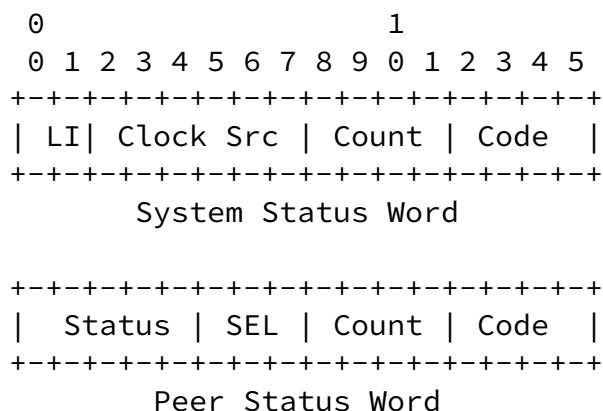 0                   1
0 1 2 3 4 5 6 7 8 9 0 1 2 3 4 5
+-+-+-+-+-+-+-+-+-+-+-+-+-+-+-+-+
| LI| Clock Src | Count | Code  |
+-+-+-+-+-+-+-+-+-+-+-+-+-+-+-+-+
System Status Word
+-+-+-+-+-+-+-+-+-+-+-+-+-+-+-+-+
|  Status | SEL | Count | Code  |
+-+-+-+-+-+-+-+-+-+-+-+-+-+-+-+-+
Peer Status Word